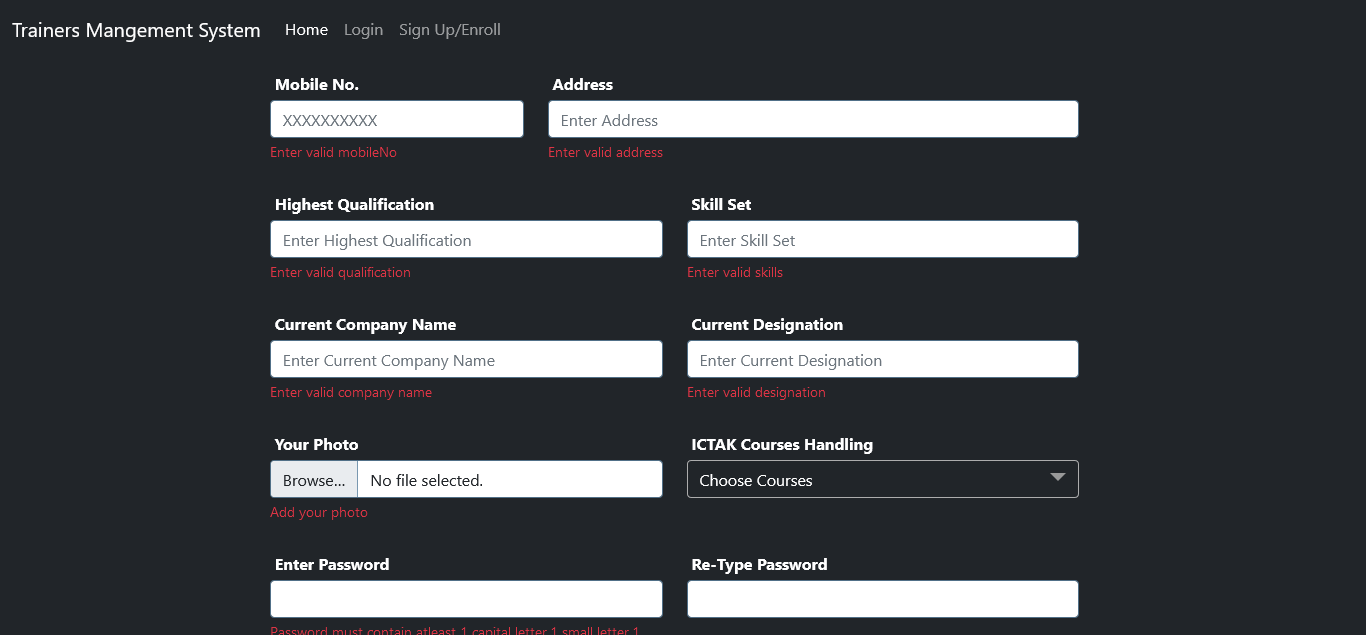 Trainers Mangement System Home Login Sign Up/Enroll
Mobile No. Address
XXXXXXXXXX Enter Address
Enter valid mobileNo Enter valid address
Highest Qualification Skill Set
Enter Highest Qualification Enter Skill Set
Enter valid qualification Enter valid skills
Current Company Name Current Designation
Enter Current Company Name Enter Current Designation
Enter valid company name Enter valid designation
Your Photo ICTAK Courses Handling
Browse... No file selected. Choose Courses
Add your photo
Enter Password Re-Type Password
Password must contain atleast 1 capital letter 1 small letter 1